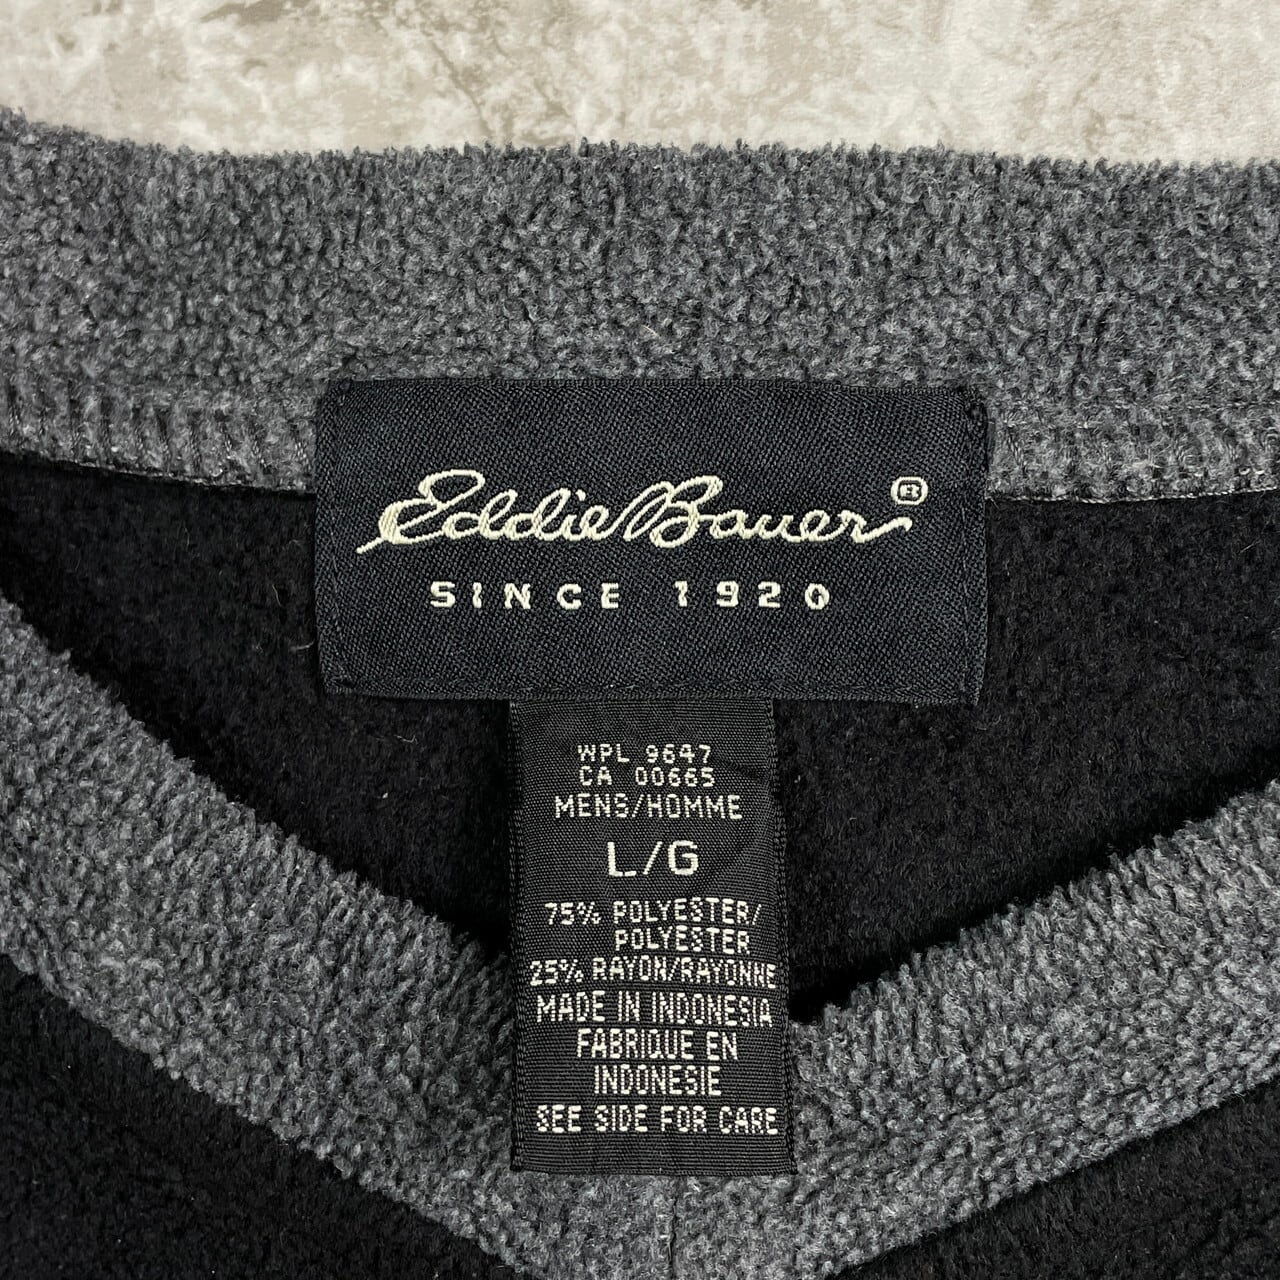 Eddie Bauer®
SINCE 1920
WPL 9647
CA 00665
MENS/HOMME
L/G
75% POLYESTER/
POLYESTER
25% RAYON/RAYONNE
MADE IN INDONESIA
FABRIQUE EN
INDONESIE
SEE SIDE FOR CARE